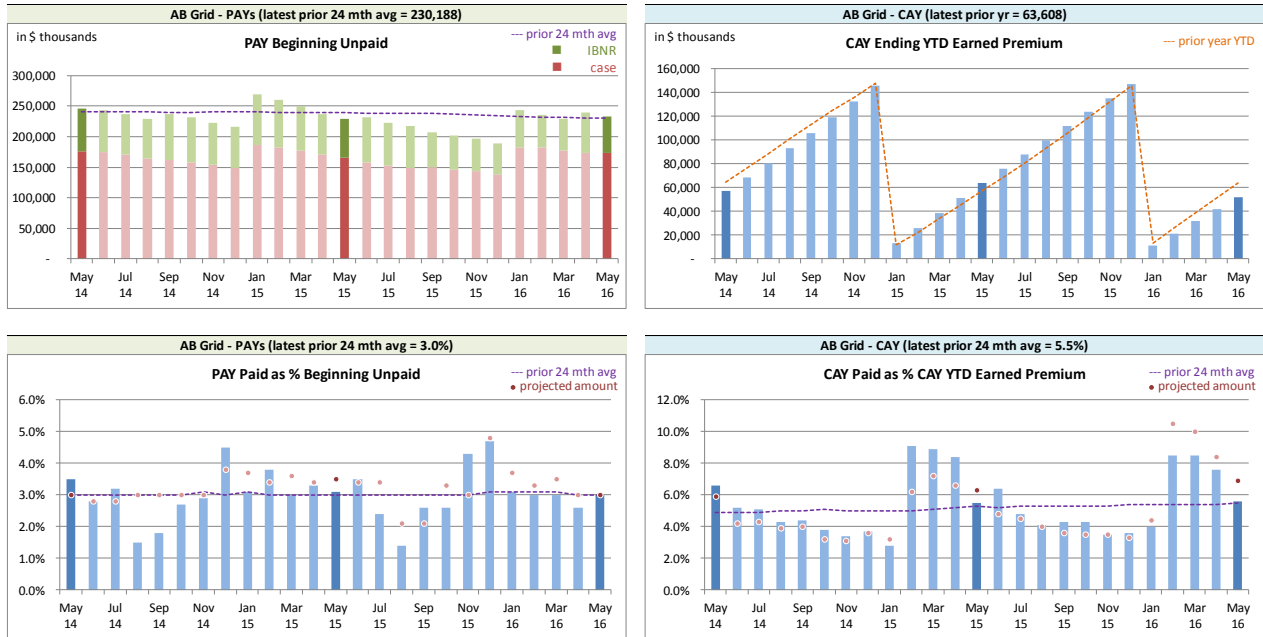 AB Grid - PAYs (latest prior 24 mth avg = 230,188)
in $ thousands
PAY Beginning Unpaid
--- prior 24 mth avg
IBNR
case
300,000
250,000
200,000
150,000
100,000
50,000
-
May Jul Sep Nov Jan Mar May Jul Sep Nov Jan Mar May
14 14 14 14 15 15 15 15 15 15 16 16 16
AB Grid - CAY (latest prior yr = 63,608)
in $ thousands
CAY Ending YTD Earned Premium
--- prior year YTD
160,000
140,000
120,000
100,000
80,000
60,000
40,000
20,000
-
May Jul Sep Nov Jan Mar May Jul Sep Nov Jan Mar May
14 14 14 14 15 15 15 15 15 15 16 16 16
AB Grid - PAYs (latest prior 24 mth avg = 3.0%)
PAY Paid as % Beginning Unpaid
--- prior 24 mth avg
• projected amount
6.0%
5.0%
4.0%
3.0%
2.0%
1.0%
0.0%
May Jul Sep Nov Jan Mar May Jul Sep Nov Jan Mar May
14 14 14 14 15 15 15 15 15 15 16 16 16
AB Grid - CAY (latest prior 24 mth avg = 5.5%)
CAY Paid as % CAY YTD Earned Premium
--- prior 24 mth avg
• projected amount
12.0%
10.0%
8.0%
6.0%
4.0%
2.0%
0.0%
May Jul Sep Nov Jan Mar May Jul Sep Nov Jan Mar May
14 14 14 14 15 15 15 15 15 15 16 16 16